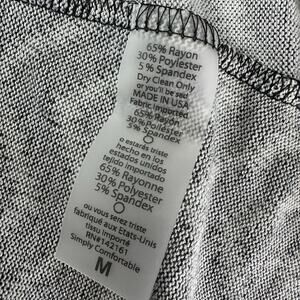 65% Rayon
30% Polyester
5% Spandex
Dry Clean Only
or you'll be sad
MADE IN USA
Fabric Imported
65% Rayón
30% Poliéster
5% Spandex
o estarás triste
hecho en los
estados unidos
tejido importado
65% Rayonne
30% Polyester
5% Spandex
ou vous serez triste
fabriqué aux Etats-Unis
tissu importé
RN#142161
Simply Comfortable
M